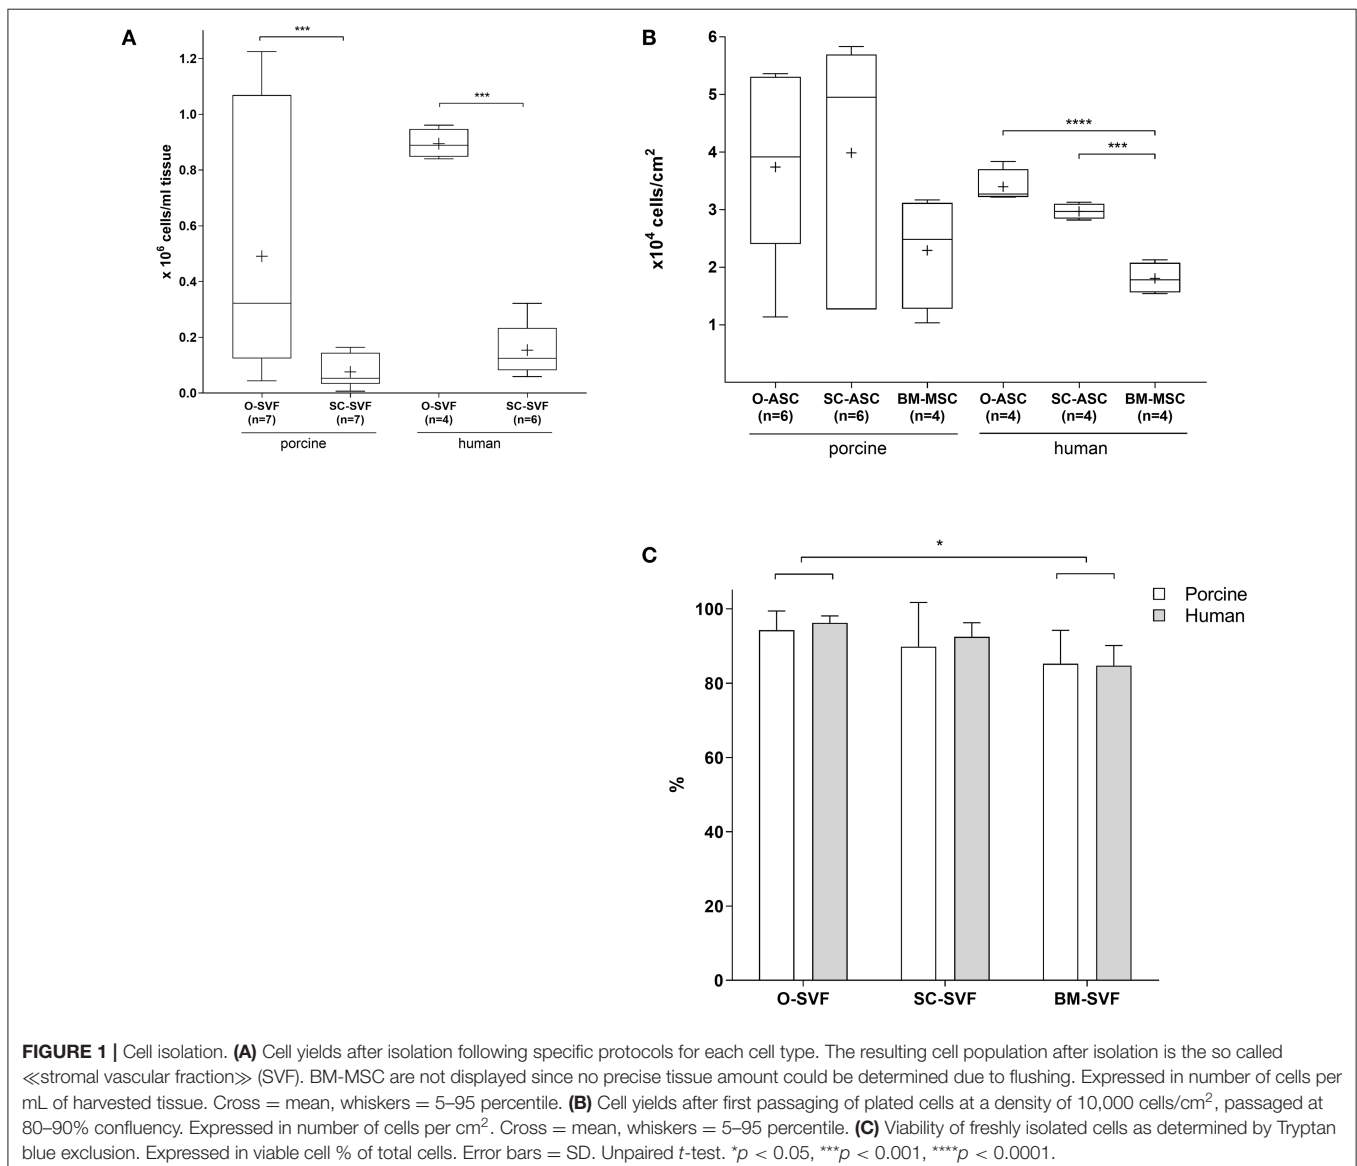 A
x 10⁶ cells/ml tissue
1.2
1.0
0.8
0.6
0.4
0.2
0.0
***
***
O-SVF SC-SVF O-SVF SC-SVF
(n=7) (n=7) (n=4) (n=6)
porcine human
B
x10⁴ cells/cm²
6
5
4
3
2
1
****
***
O-ASC SC-ASC BM-MSC O-ASC SC-ASC BM-MSC
(n=6) (n=6) (n=4) (n=4) (n=4) (n=4)
porcine human
C
*
Porcine
Human
%
100
80
60
40
20
0
O-SVF SC-SVF BM-SVF
FIGURE 1 | Cell isolation. (A) Cell yields after isolation following specific protocols for each cell type. The resulting cell population after isolation is the so called
≪stromal vascular fraction≫ (SVF). BM-MSC are not displayed since no precise tissue amount could be determined due to flushing. Expressed in number of cells per
mL of harvested tissue. Cross = mean, whiskers = 5–95 percentile. (B) Cell yields after first passaging of plated cells at a density of 10,000 cells/cm², passaged at
80–90% confluency. Expressed in number of cells per cm². Cross = mean, whiskers = 5–95 percentile. (C) Viability of freshly isolated cells as determined by Tryptan
blue exclusion. Expressed in viable cell % of total cells. Error bars = SD. Unpaired t-test. *p < 0.05, ***p < 0.001, ****p < 0.0001.